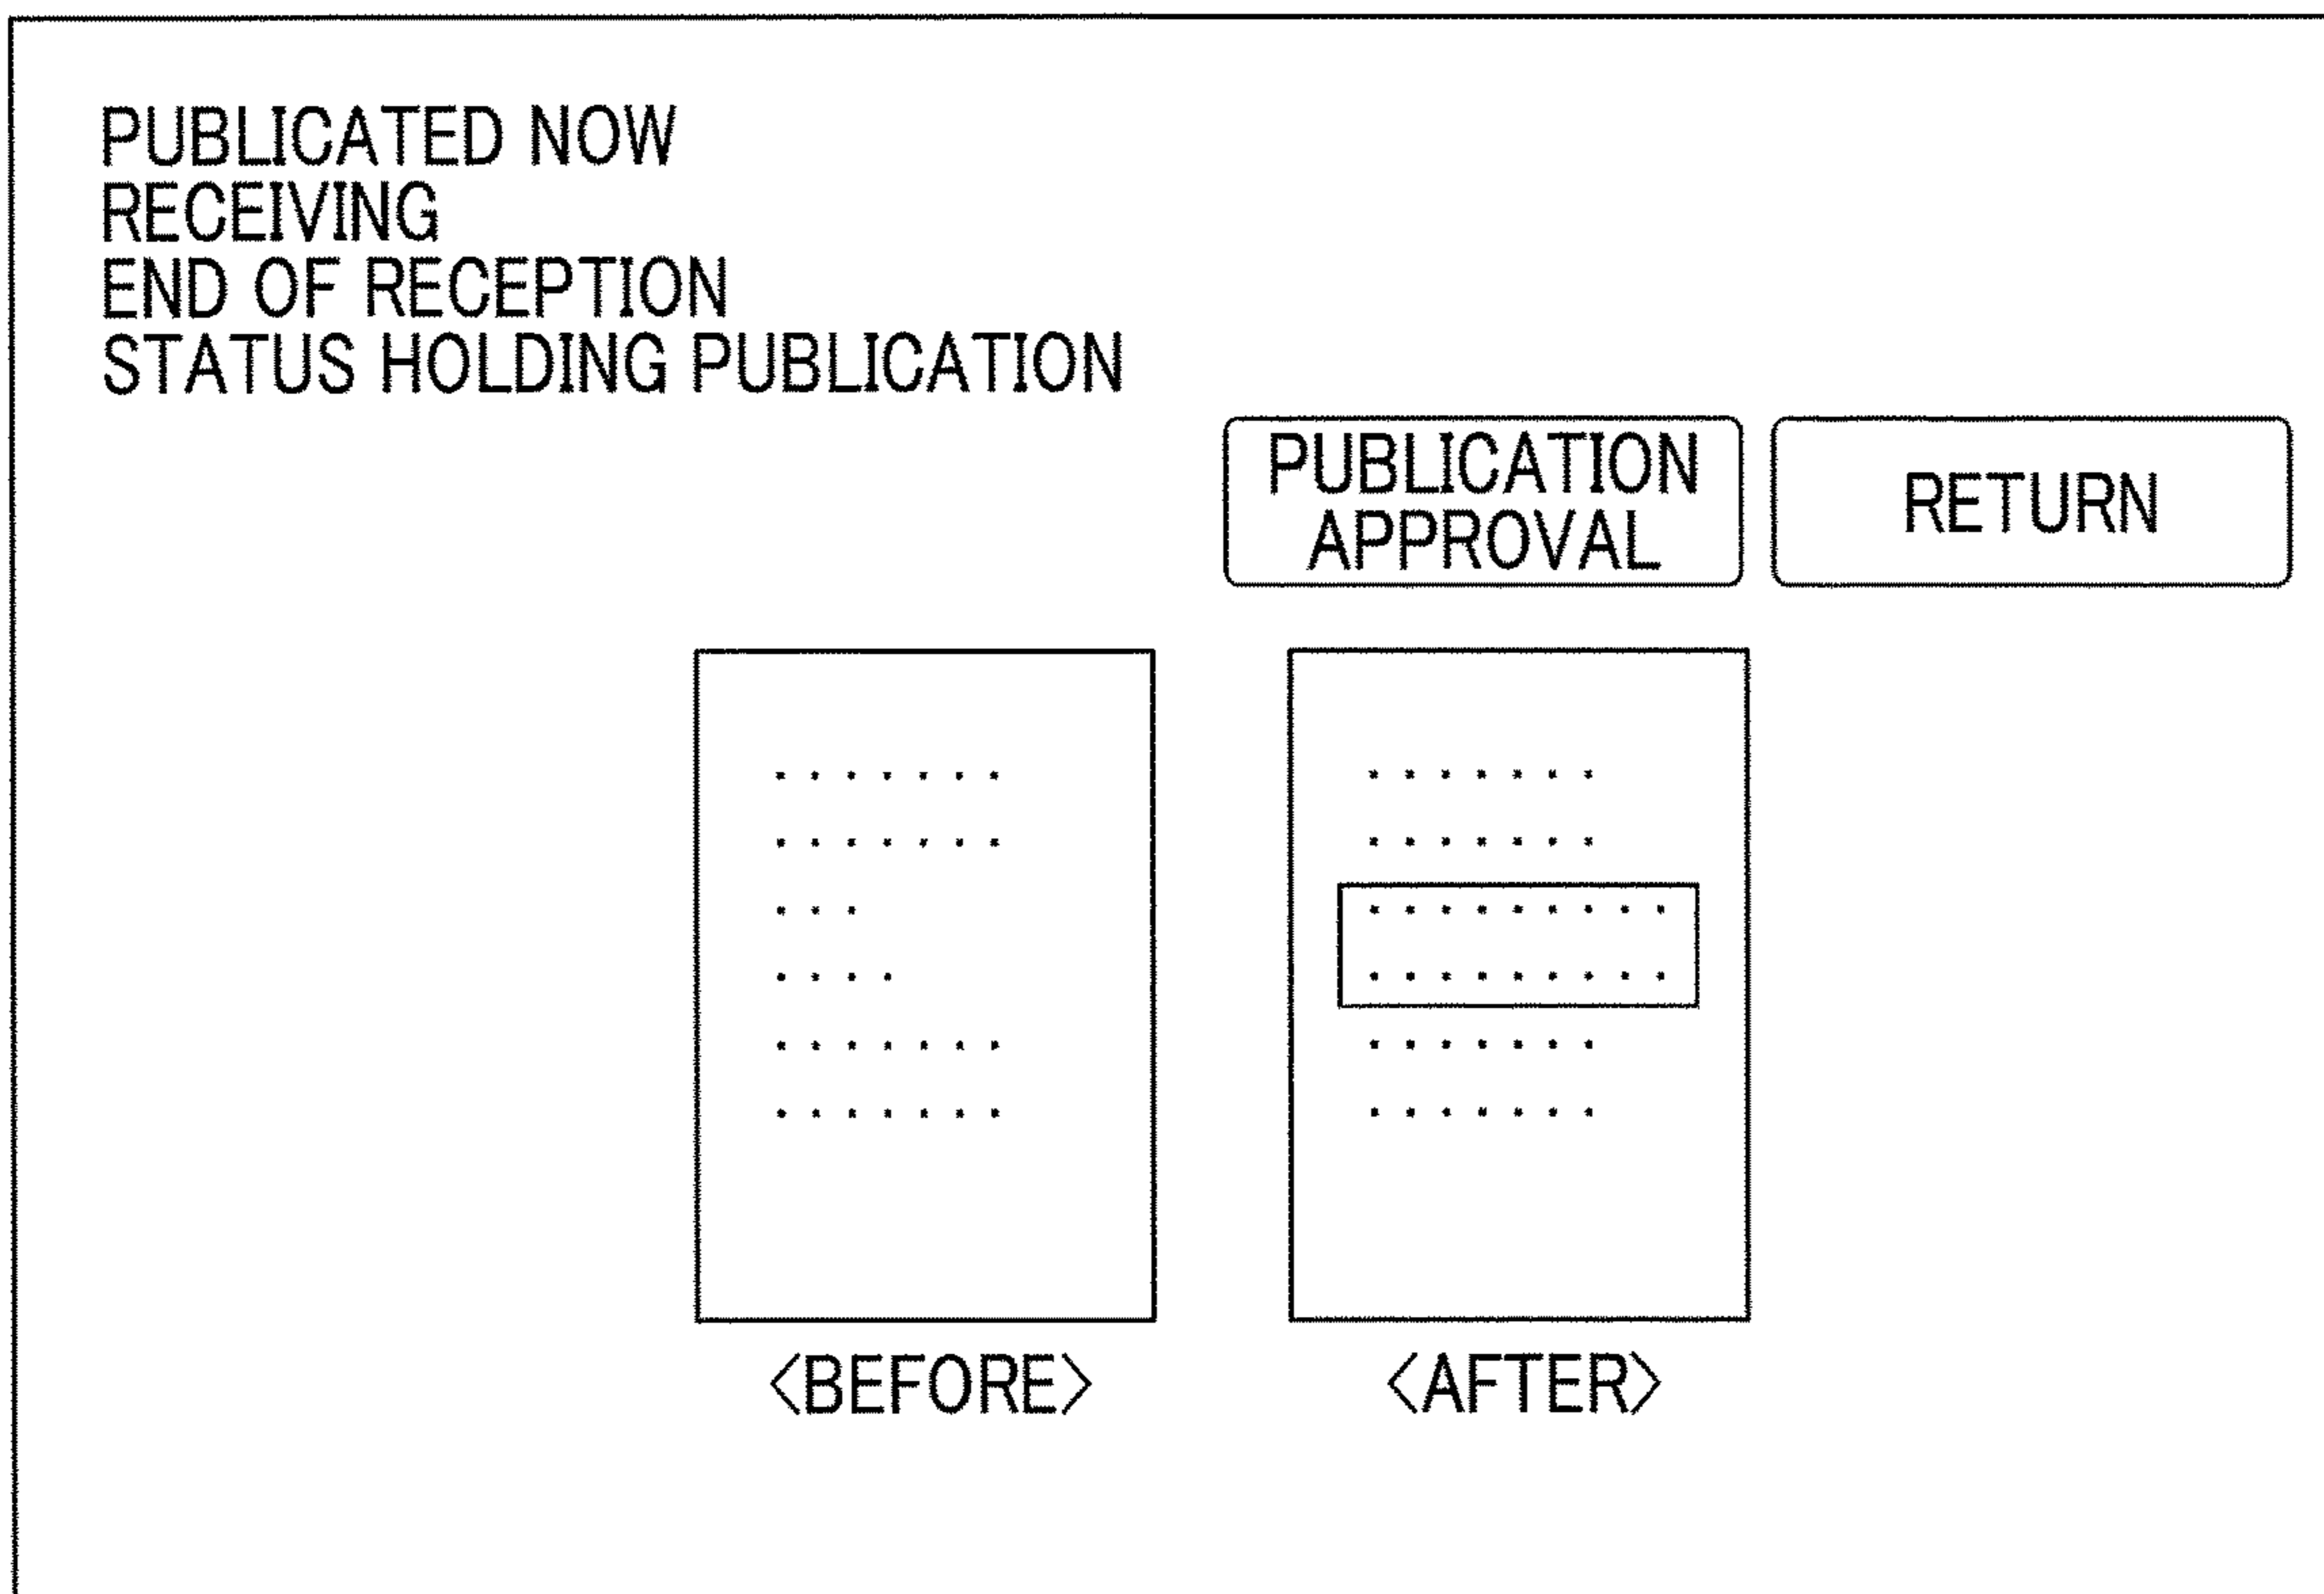 PUBLICATED NOW
RECEIVING
END OF RECEPTION
STATUS HOLDING PUBLICATION
PUBLICATION
APPROVAL
RETURN
. . . . . . .
. . . . . . .
. . .
. . . .
. . . . . . .
. . . . . . .
<BEFORE>
. . . . . . .
. . . . . . .
. . . . . . . . .
. . . . . . . . .
. . . . . . .
. . . . . . .
<AFTER>